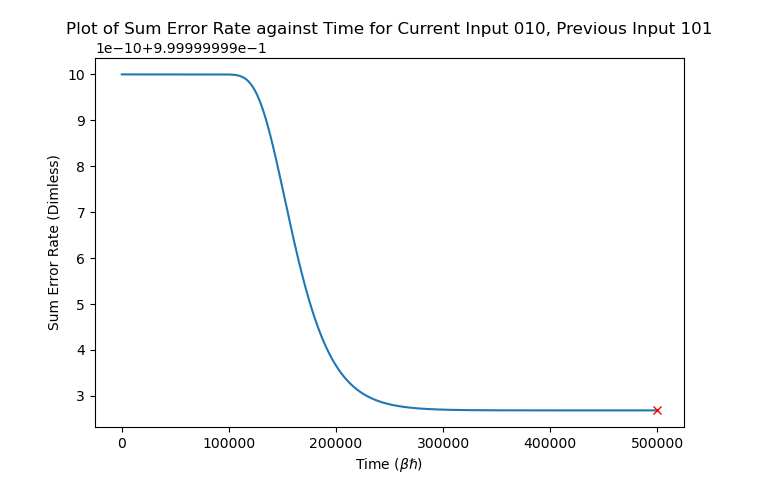 Plot of Sum Error Rate against Time for Current Input 010, Previous Input 101
1e−10+9.99999999e−1
10
9
8
7
6
5
4
3
Sum Error Rate (Dimless)
0 100000 200000 300000 400000 500000
Time (βħ)